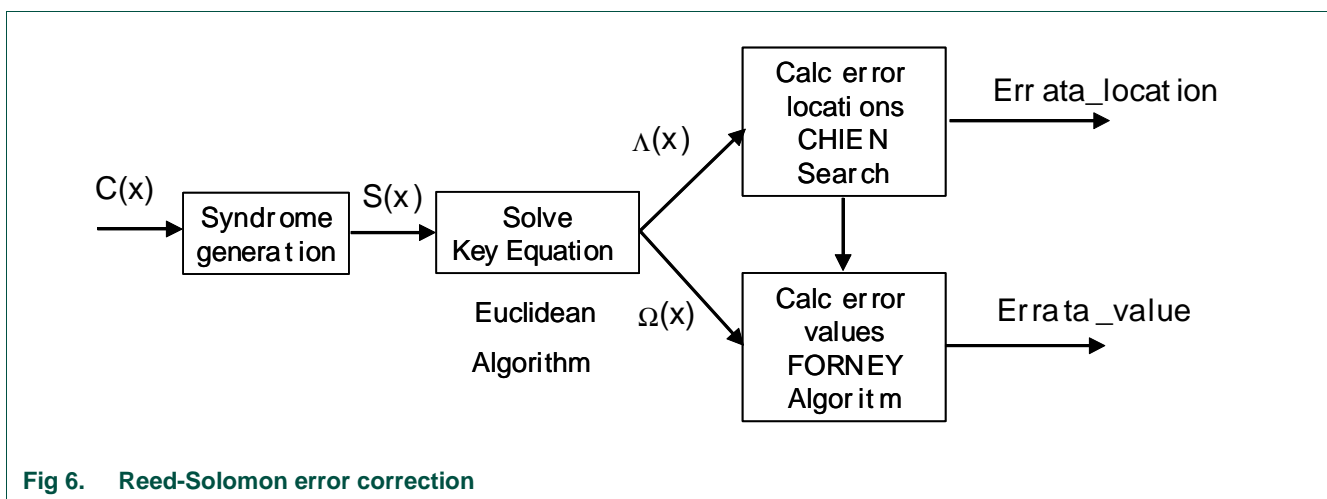 C(x)
Syndrome
generation
S(x)
Solve
Key Equation
Euclidean
Algorithm
Λ(x)
Ω(x)
Calc error
locations
CHIEN
Search
Errata_location
Calc error
values
FORNEY
Algoritm
Errata_value
Fig 6. Reed-Solomon error correction